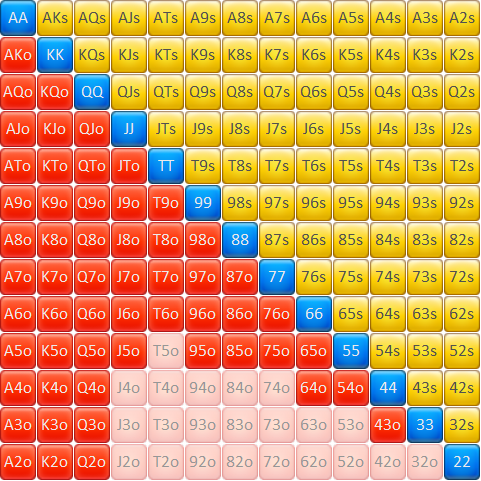 AA AKs AQs AJs ATs A9s A8s A7s A6s A5s A4s A3s A2s
AKo KK KQs KJs KTs K9s K8s K7s K6s K5s K4s K3s K2s
AQo KQo QQ QJs QTs Q9s Q8s Q7s Q6s Q5s Q4s Q3s Q2s
AJo KJo QJo JJ JTs J9s J8s J7s J6s J5s J4s J3s J2s
ATo KTo QTo JTo TT T9s T8s T7s T6s T5s T4s T3s T2s
A9o K9o Q9o J9o T9o 99 98s 97s 96s 95s 94s 93s 92s
A8o K8o Q8o J8o T8o 98o 88 87s 86s 85s 84s 83s 82s
A7o K7o Q7o J7o T7o 97o 87o 77 76s 75s 74s 73s 72s
A6o K6o Q6o J6o T6o 96o 86o 76o 66 65s 64s 63s 62s
A5o K5o Q5o J5o T5o 95o 85o 75o 65o 55 54s 53s 52s
A4o K4o Q4o J4o T4o 94o 84o 74o 64o 54o 44 43s 42s
A3o K3o Q3o J3o T3o 93o 83o 73o 63o 53o 43o 33 32s
A2o K2o Q2o J2o T2o 92o 82o 72o 62o 52o 42o 32o 22